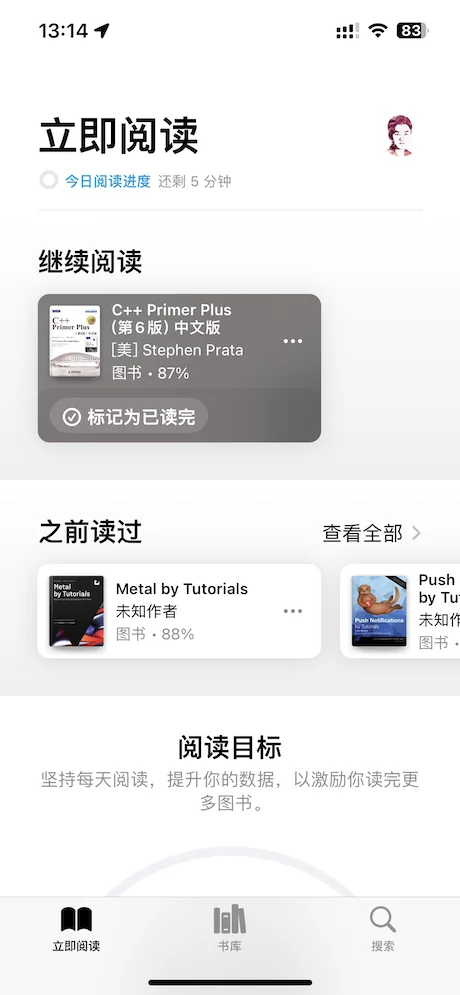 13:14
83
立即阅读
今日阅读进度 还剩 5 分钟
继续阅读
C++
Primer Plus
C++ Primer Plus
(第6版) 中文版
[美] Stephen Prata
图书 • 87%
标记为已读完
之前读过
查看全部
Metal
by Tutorials
Metal by Tutorials
未知作者
图书 • 88%
Push Notifications
by Tutorials
Push
by Tu
未知作
图书 •
阅读目标
坚持每天阅读，提升你的数据，以激励你读完更
多图书。
立即阅读
书库
搜索